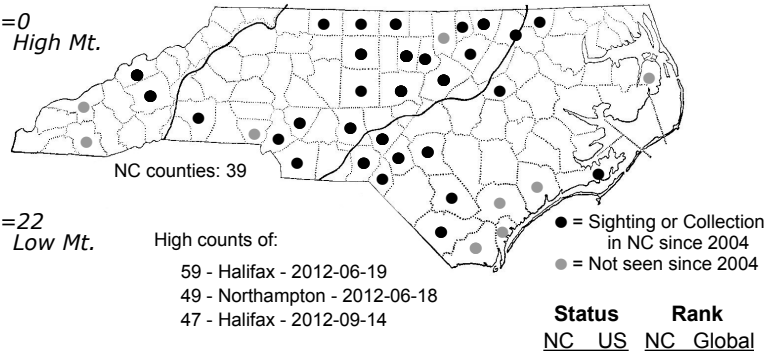 =0
High Mt.
NC counties: 39
=22
Low Mt.
High counts of:
59 - Halifax - 2012-06-19
49 - Northampton - 2012-06-18
47 - Halifax - 2012-09-14
= Sighting or Collection
in NC since 2004
= Not seen since 2004
Status Rank
NC US NC Global